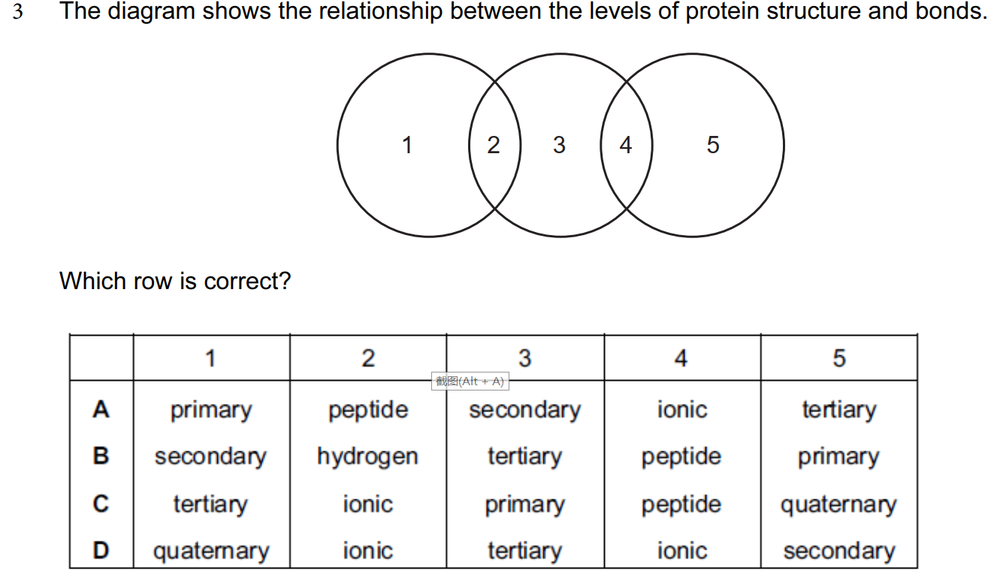 3 The diagram shows the relationship between the levels of protein structure and bonds.
1 2 3 4 5
Which row is correct?
1 2 3 4 5
截图(Alt + A)
A primary peptide secondary ionic tertiary
B secondary hydrogen tertiary peptide primary
C tertiary ionic primary peptide quaternary
D quaternary ionic tertiary ionic secondary